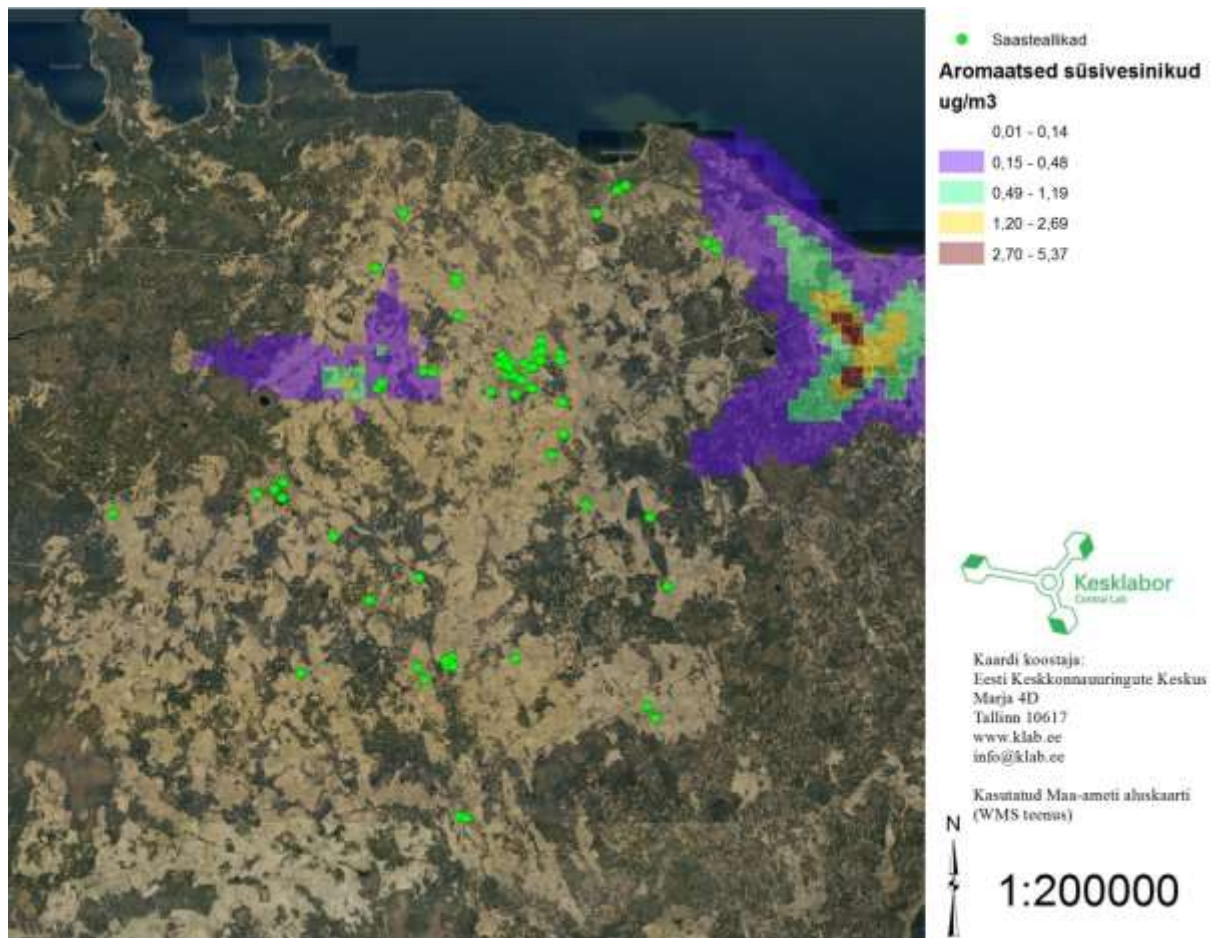 Saasteallikad
Aromaatsed süsivesinikud
ug/m3
0,01 - 0,14
0,15 - 0,48
0,49 - 1,19
1,20 - 2,69
2,70 - 5,37
Kesklabor
Central Lab
Kaardi koostaja:
Eesti Keskkonnauuringute Keskus
Marja 4D
Tallinn 10617
www.klab.ee
info@klab.ee
Kasutatud Maa-ameti aluskaarti
(WMS teenus)
N
1:200000